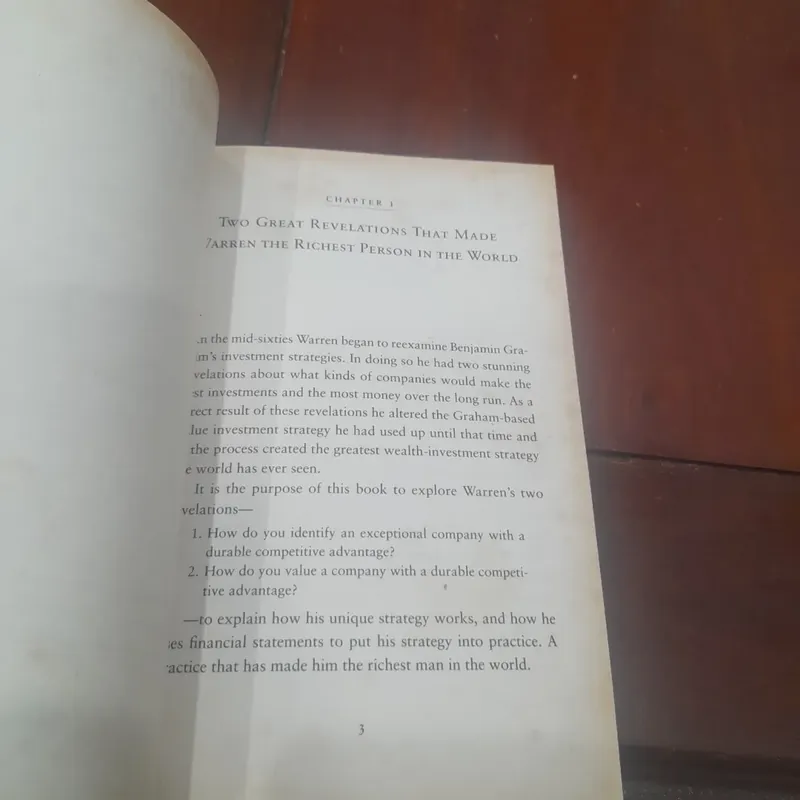 CHAPTER 1
TWO GREAT REVELATIONS THAT MADE
THE RICHEST PERSON IN THE WORLD
the mid-sixties Warren began to reexamine Benjamin Gra-
m's investment strategies. In doing so he had two stunning
velations about what kinds of companies would make the
st investments and the most money over the long run. As a
rect result of these revelations he altered the Graham-based
lue investment strategy he had used up until that time and
the process created the greatest wealth-investment strategy
e world has ever seen.
It is the purpose of this book to explore Warren's two
velations—
1. How do you identify an exceptional company with a
durable competitive advantage?
2. How do you value a company with a durable competi-
tive advantage?
—to explain how his unique strategy works, and how he
es financial statements to put his strategy into practice. A
actice that has made him the richest man in the world.
3